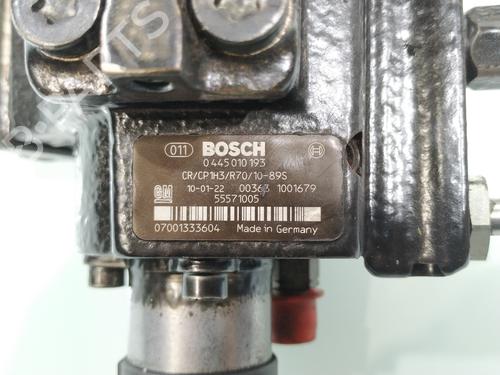 011 BOSCH
0 445 010 193
CR/CP1H3/R70/10-89S
GM 10-01-22 00363 1001679
55571005
07001333604 Made in Germany